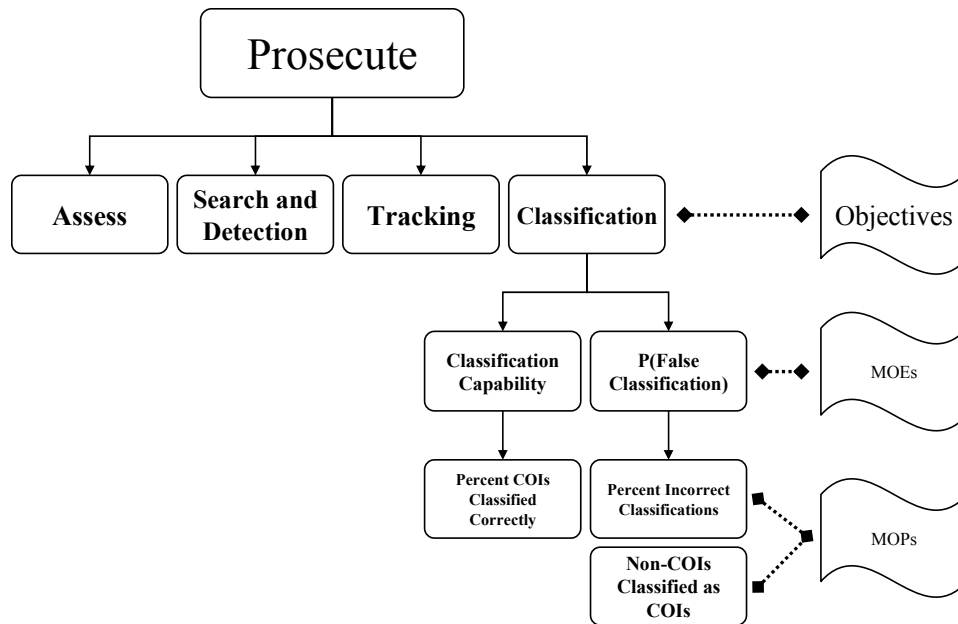 Prosecute
Assess
Search and
Detection
Tracking
Classification
Objectives
Classification
Capability
P(False
Classification)
MOEs
Percent COIs
Classified
Correctly
Percent Incorrect
Classifications
MOPs
Non-COIs
Classified as
COIs